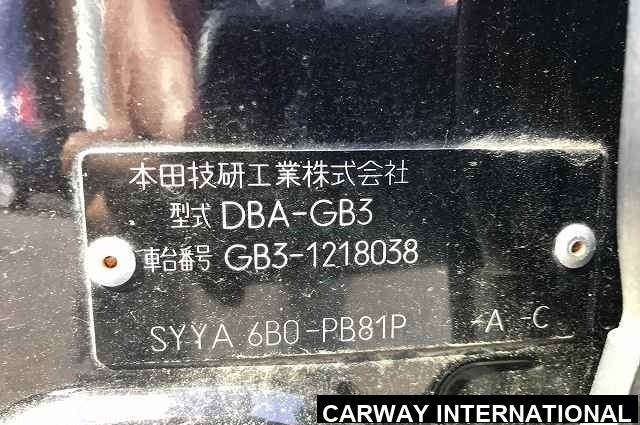 本田技研工業株式会社
型式 DBA-GB3
車台番号 GB3-1218038
SYYA 6B0-PB81P -A -C
CARWAY INTERNATIONAL